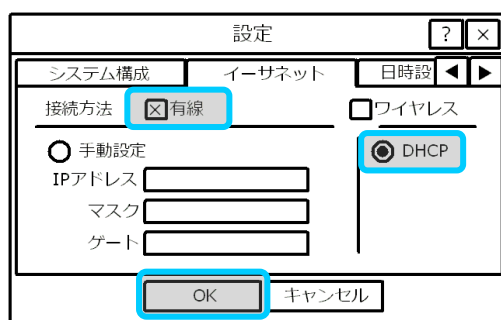 設定 ? ×
システム構成 イーサネット 日時設
接続方法 有線 ワイヤレス
手動設定 DHCP
IPアドレス
マスク
ゲート
OK キャンセル